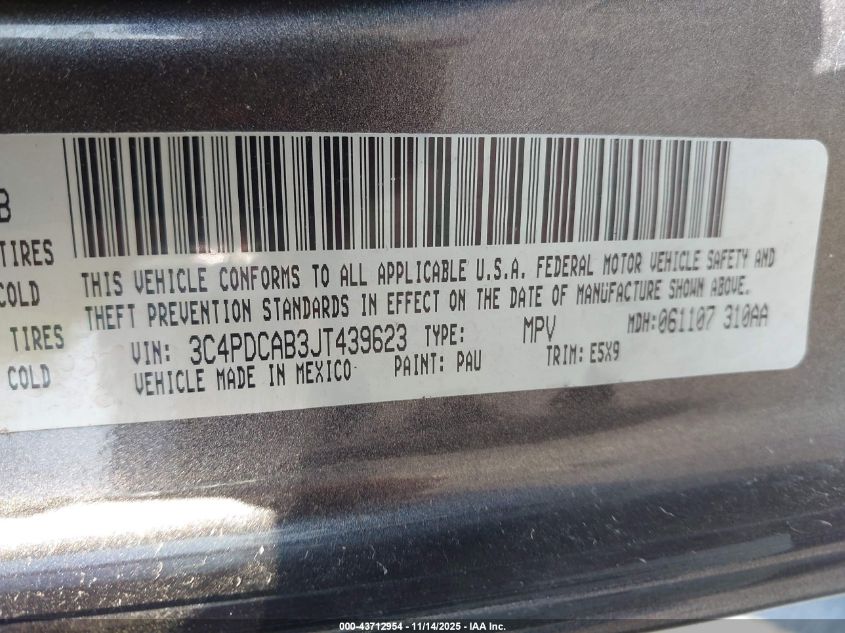 B
TIRES
COLD
TIRES
COLD
THIS VEHICLE CONFORMS TO ALL APPLICABLE U.S.A. FEDERAL MOTOR VEHICLE SAFETY AND
THEFT PREVENTION STANDARDS IN EFFECT ON THE DATE OF MANUFACTURE SHOWN ABOVE.
VIN: 3C4PDCAB3JT439623 TYPE: MPV MDH:061107 310AA
VEHICLE MADE IN MEXICO PAINT: PAU TRIM: E5X9
000-43712954 - 11/14/2025 - IAA Inc.